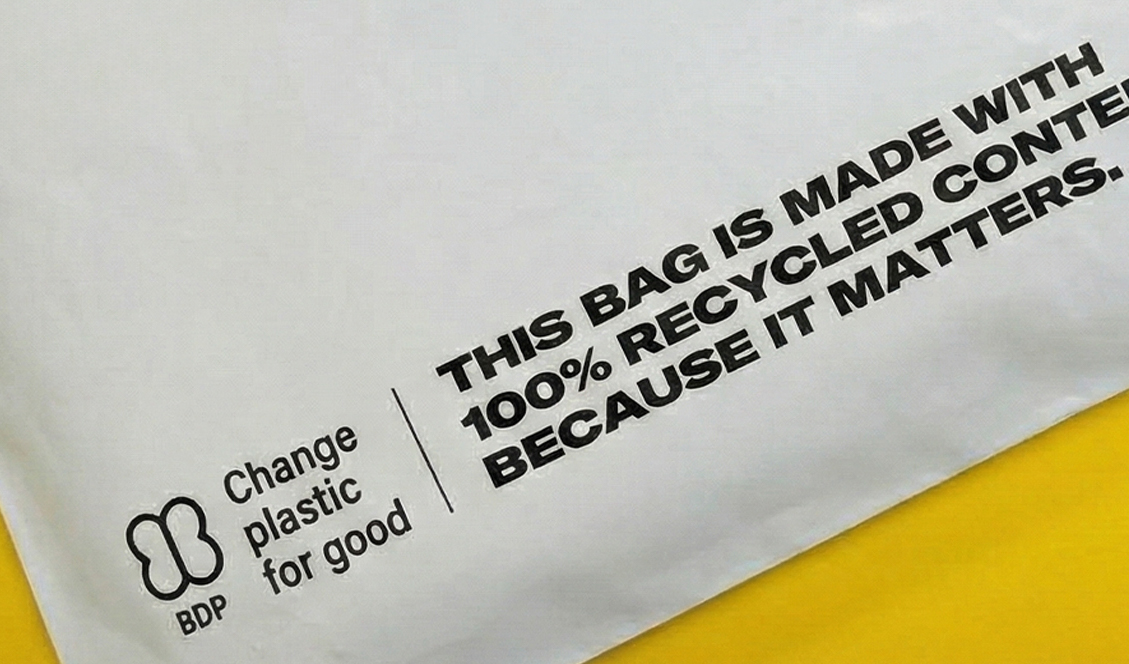 THIS BAG IS MADE WITH
100% RECYCLED CONTE
BECAUSE IT MATTERS.
Change
plastic
for good
BDP